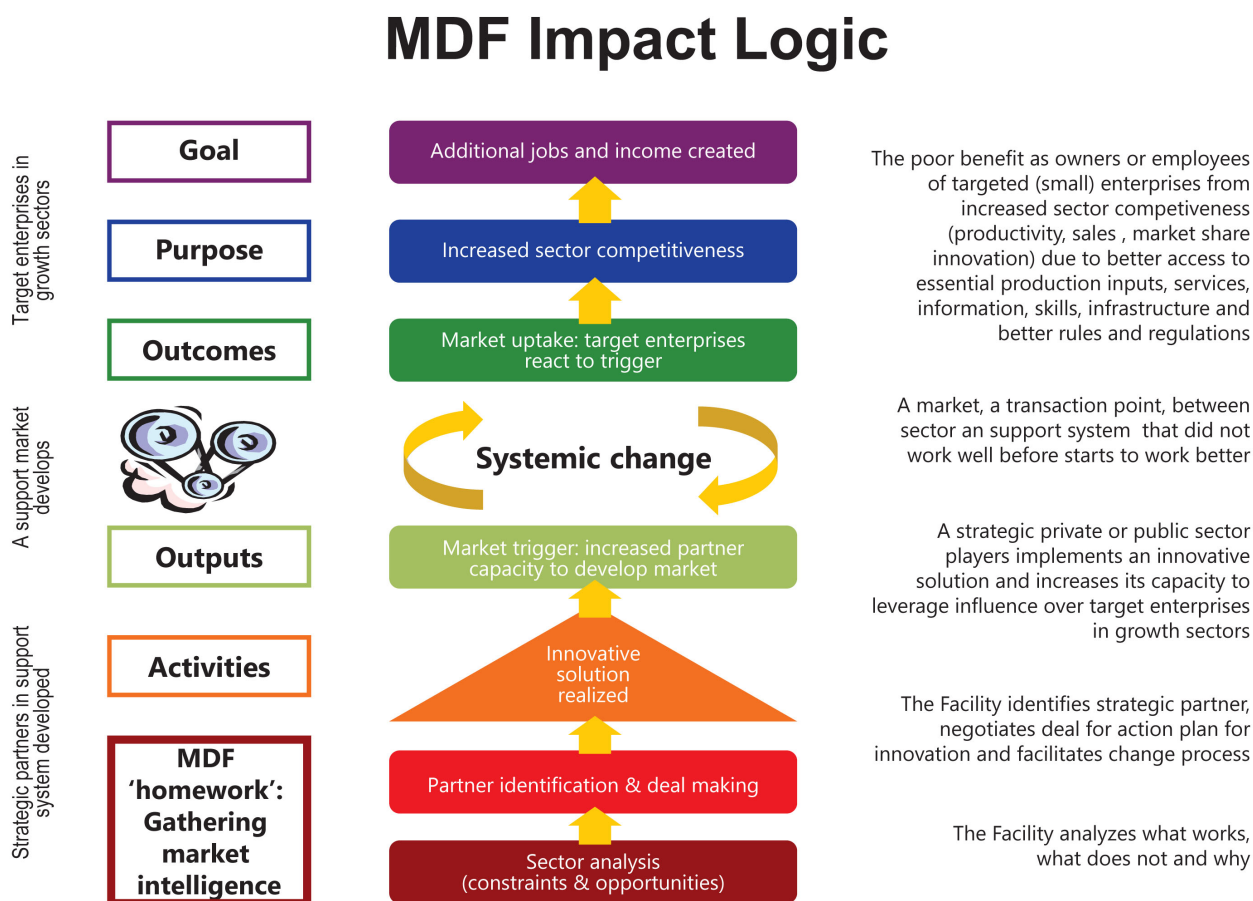 MDF Impact Logic
Target enterprises in
growth sectors
Goal
Additional jobs and income created
Purpose
Increased sector competitiveness
Outcomes
Market uptake: target enterprises
react to trigger
The poor benefit as owners or employees
of targeted (small) enterprises from
increased sector competiveness
(productivity, sales , market share
innovation) due to better access to
essential production inputs, services,
information, skills, infrastructure and
better rules and regulations
A support market
develops
Systemic change
A market, a transaction point, between
sector an support system that did not
work well before starts to work better
Outputs
Market trigger: increased partner
capacity to develop market
A strategic private or public sector
players implements an innovative
solution and increases its capacity to
leverage influence over target enterprises
in growth sectors
Strategic partners in support
system developed
Activities
Innovative
solution
realized
The Facility identifies strategic partner,
negotiates deal for action plan for
innovation and facilitates change process
MDF
‘homework’:
Gathering
market
intelligence
Partner identification & deal making
Sector analysis
(constraints & opportunities)
The Facility analyzes what works,
what does not and why